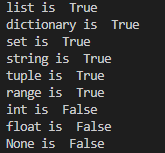 list is  True
dictionary is  True
set is  True
string is  True
tuple is  True
range is  True
int is  False
float is  False
None is  False